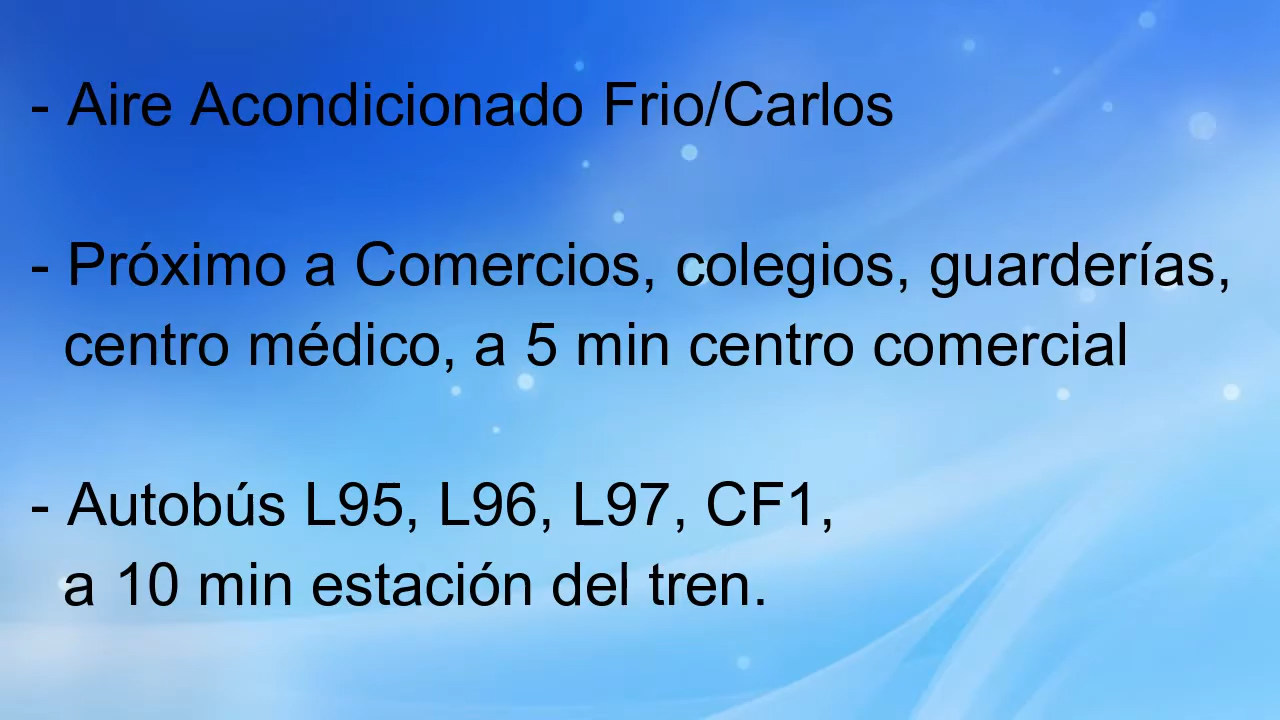 - Aire Acondicionado Frio/Carlos
- Próximo a Comercios, colegios, guarderías,
centro médico, a 5 min centro comercial
- Autobús L95, L96, L97, CF1,
a 10 min estación del tren.